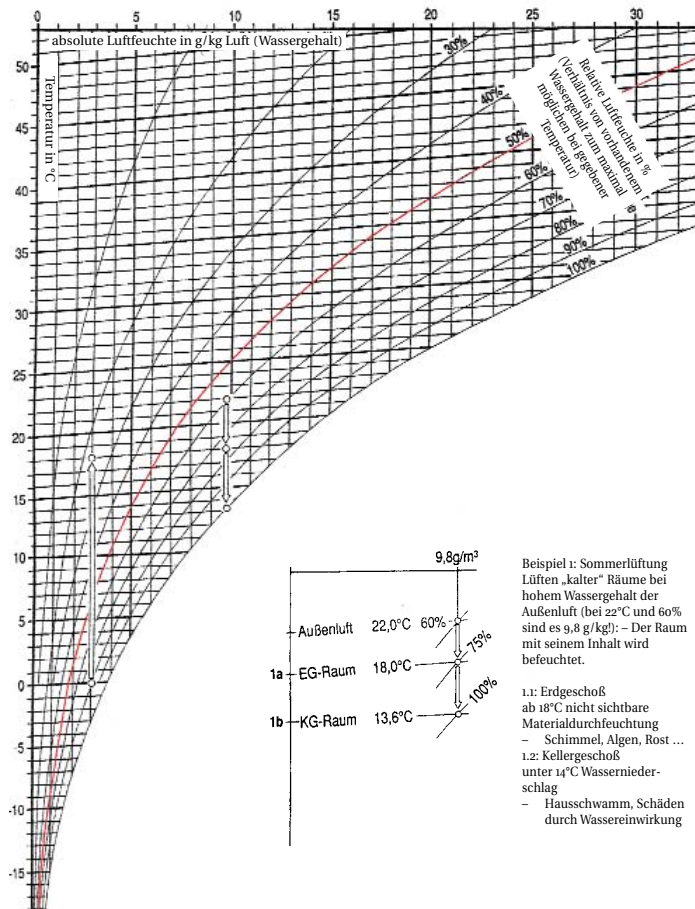 0 5 10 15 20 25 30
absolute Luftfeuchte in g/kg Luft (Wassergehalt)
Temperatur in °C
50
45
40
35
30
25
20
15
10
5
0
-5
-10
-15
30%
40%
50%
60%
70%
80%
90%
100%
Relative Luftfeuchte in %
(Verhältnis von vorhandenem
Wassergehalt zum maximal
möglichen bei gegebener
Temperatur)
9,8g/m³
Außenluft 22,0°C 60%
75%
1a EG-Raum 18,0°C
100%
1b KG-Raum 13,6°C
Beispiel 1: Sommerlüftung
Lüften „kalter“ Räume bei
hohem Wassergehalt der
Außenluft (bei 22°C und 60%
sind es 9,8 g/kg!): – Der Raum
mit seinem Inhalt wird
befeuchtet.
1.1: Erdgeschoß
ab 18°C nicht sichtbare
Materialdurchfeuchtung
– Schimmel, Algen, Rost ...
1.2: Kellergeschoß
unter 14°C Wassernieder-
schlag
– Hausschwamm, Schäden
durch Wassereinwirkung